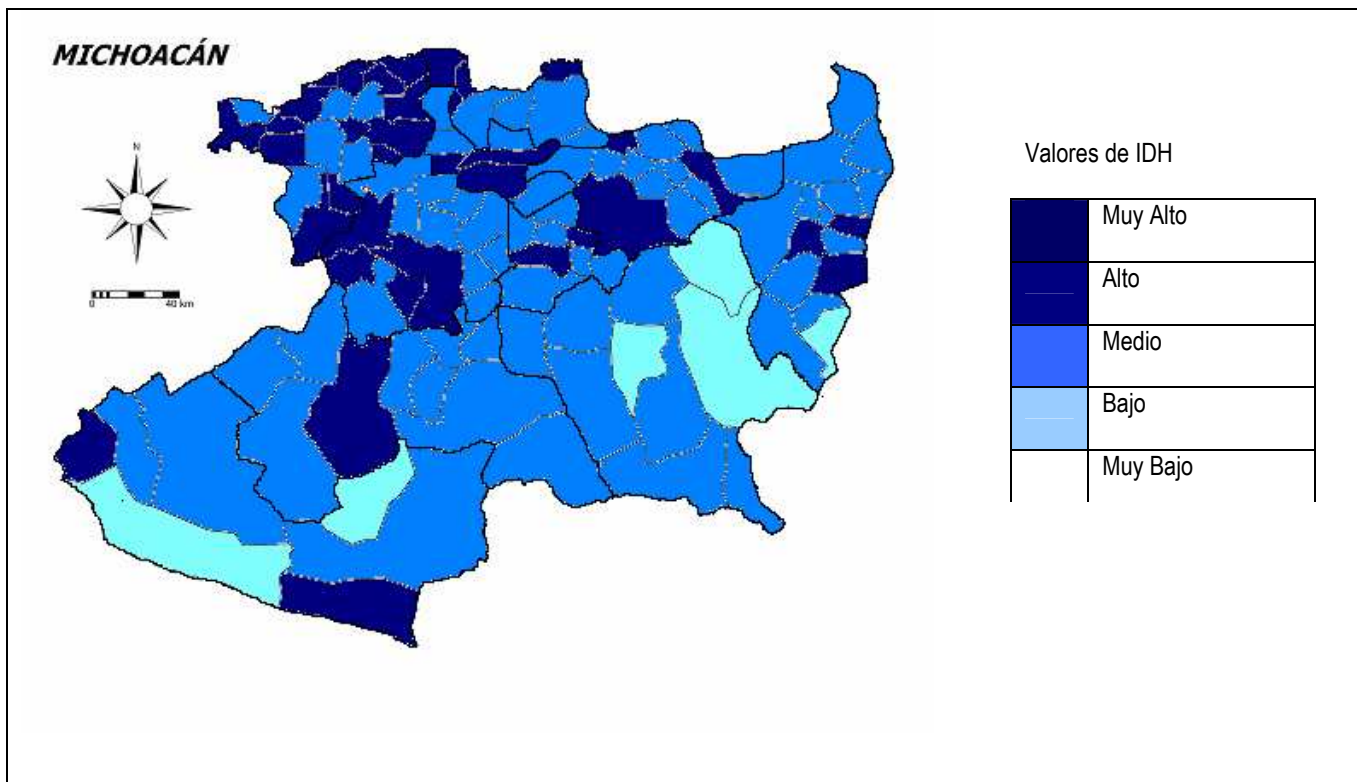 MICHOACÁN
N
0 40 km
Valores de IDH
Muy Alto
Alto
Medio
Bajo
Muy Bajo